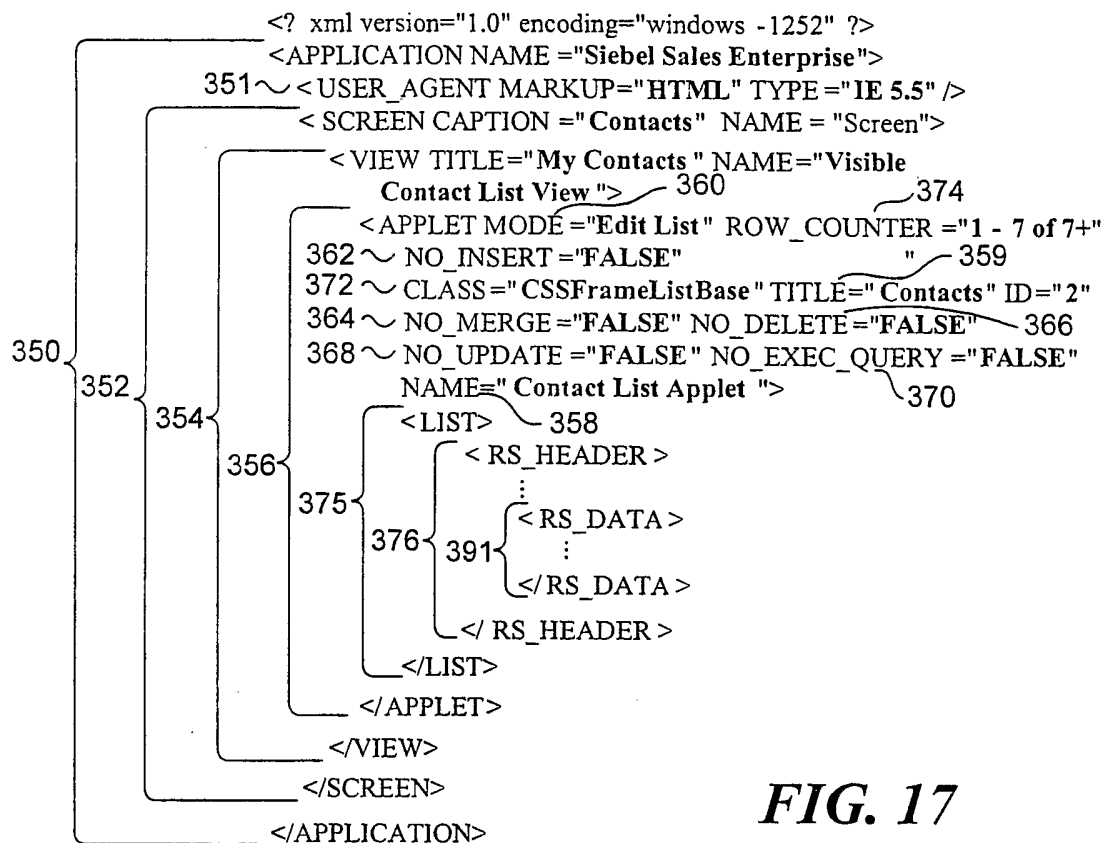 <? xml version="1.0" encoding="windows -1252" ?>
<APPLICATION NAME ="Siebel Sales Enterprise">
351 < USER_AGENT MARKUP="HTML" TYPE ="IE 5.5" />
< SCREEN CAPTION ="Contacts" NAME = "Screen">
< VIEW TITLE="My Contacts " NAME="Visible
Contact List View "> 360 374
<APPLET MODE ="Edit List" ROW_COUNTER ="1 - 7 of 7+"
362 NO_INSERT ="FALSE" " 359
372 CLASS="CSSFrameListBase" TITLE=" Contacts" ID="2"
364 NO_MERGE ="FALSE" NO_DELETE="FALSE" 366
350 368 NO_UPDATE ="FALSE" NO_EXEC_QUERY ="FALSE"
352 NAME=" Contact List Applet "> 370
354 <LIST> 358
356 < RS_HEADER >
375 < RS_DATA >
376 391
</ RS_DATA >
</ RS_HEADER >
</LIST>
</APPLET>
</VIEW>
</SCREEN>
</APPLICATION>
FIG. 17